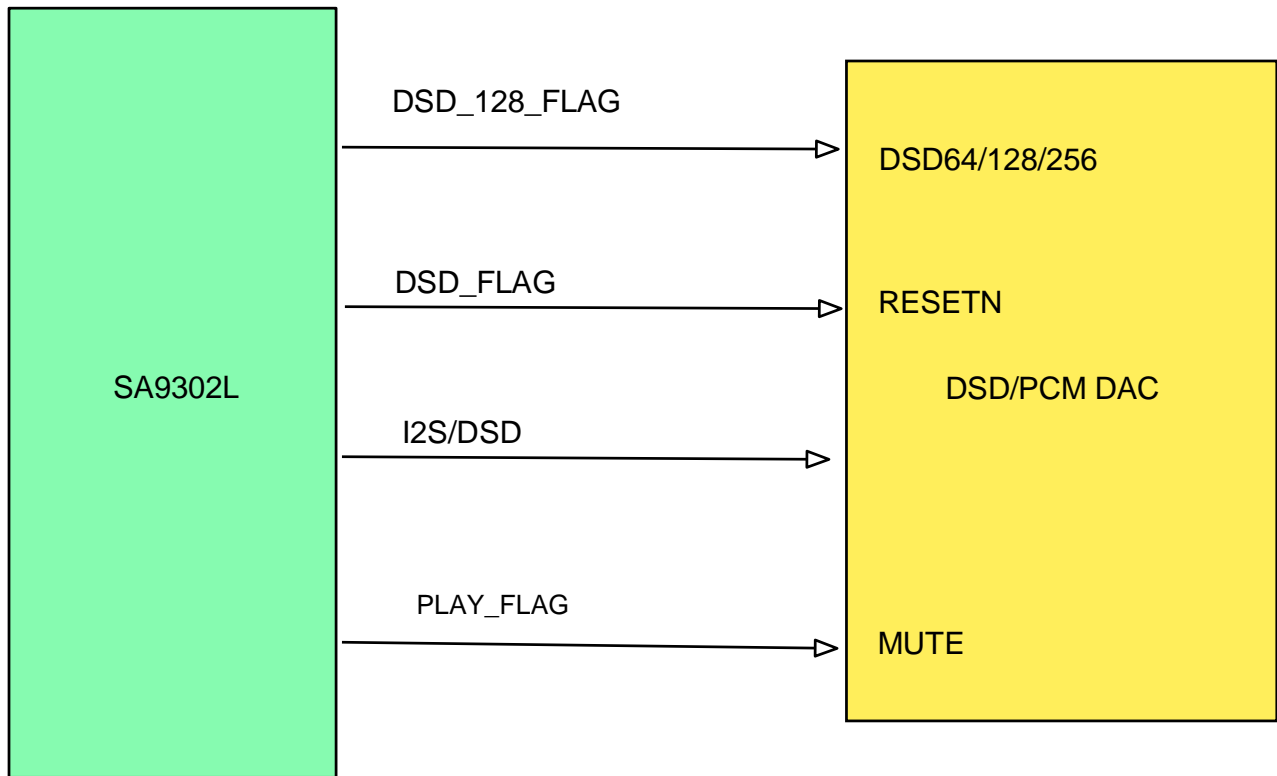 DSD_128_FLAG
DSD64/128/256
DSD_FLAG
RESETN
SA9302L
DSD/PCM DAC
I2S/DSD
PLAY_FLAG
MUTE